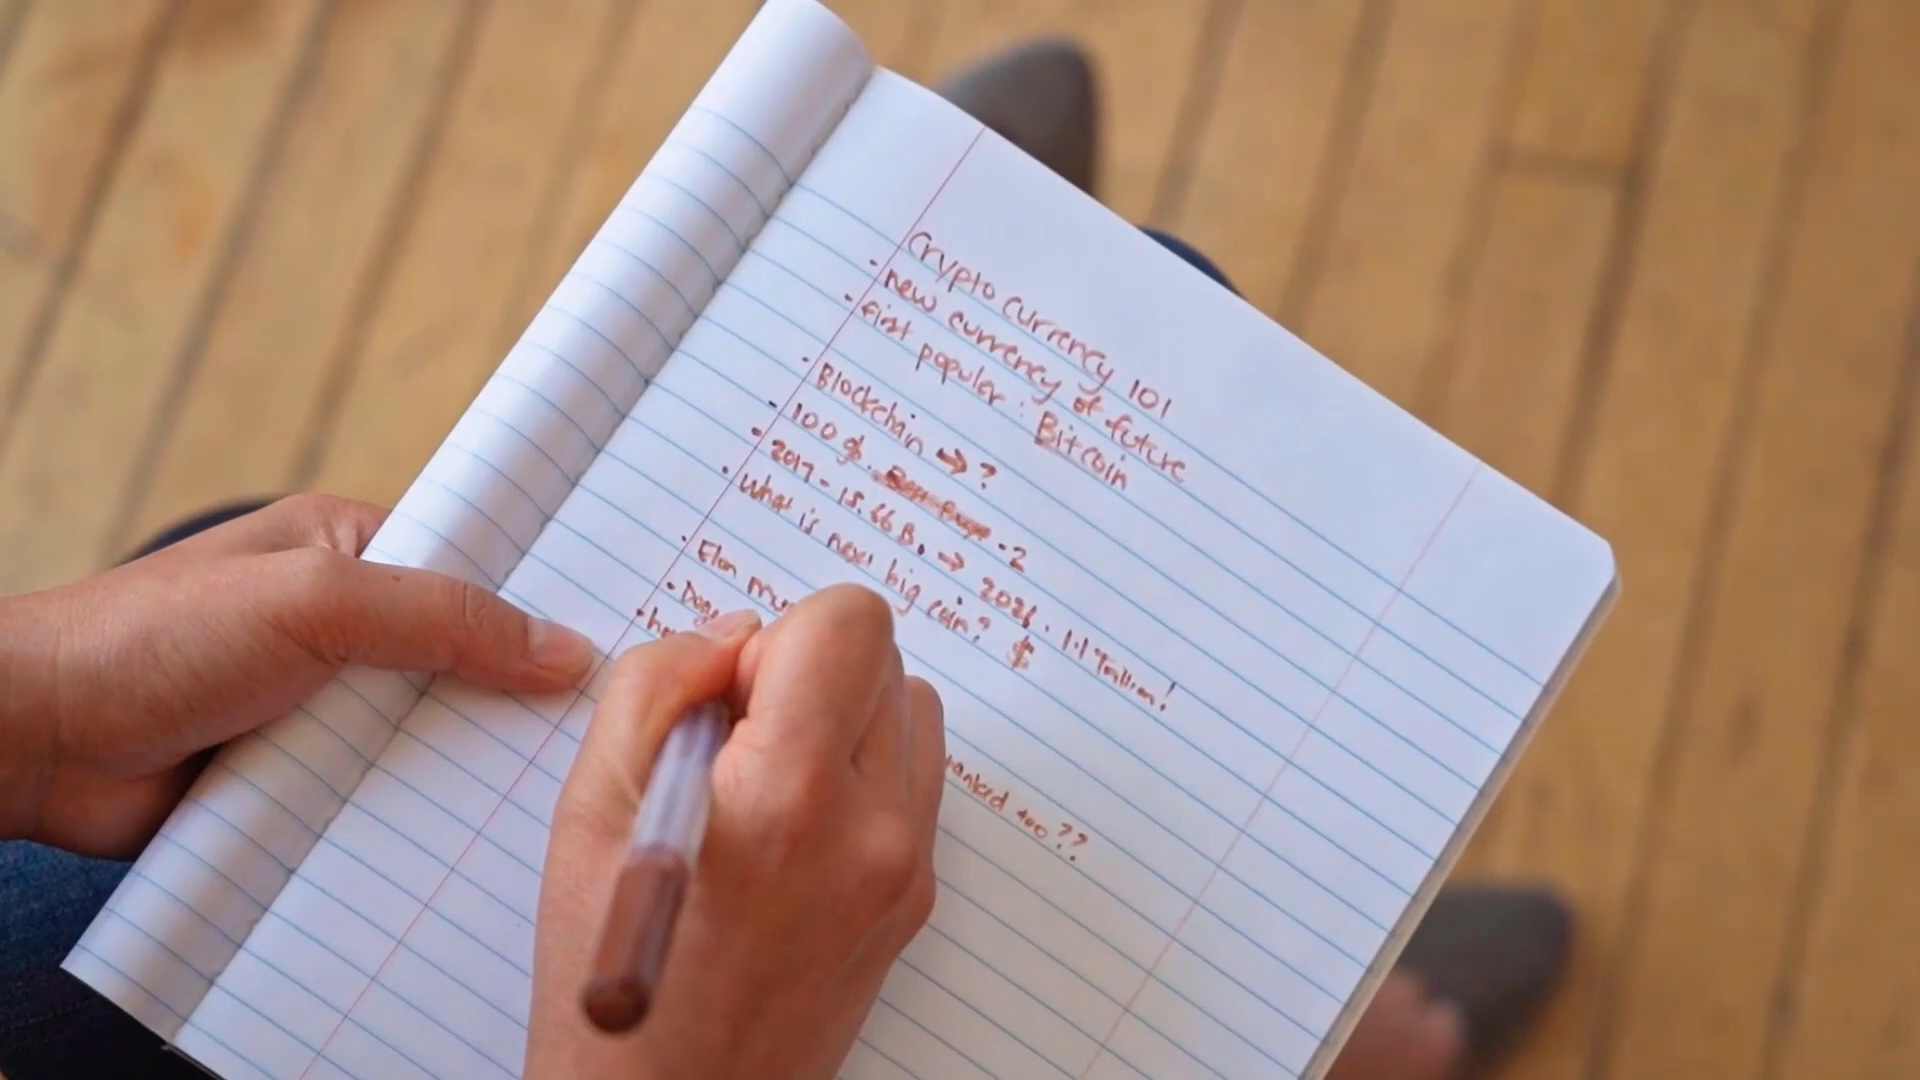 Crypto currency 101
- new currency of future
- first popular : Bitcoin
- Blockchain → ?
- 100 $. -2
- 2017 - 15.66 B. → 2021. 1.1 Trillion!
- What is next big coin? $
- Elon
- Doge
too ??